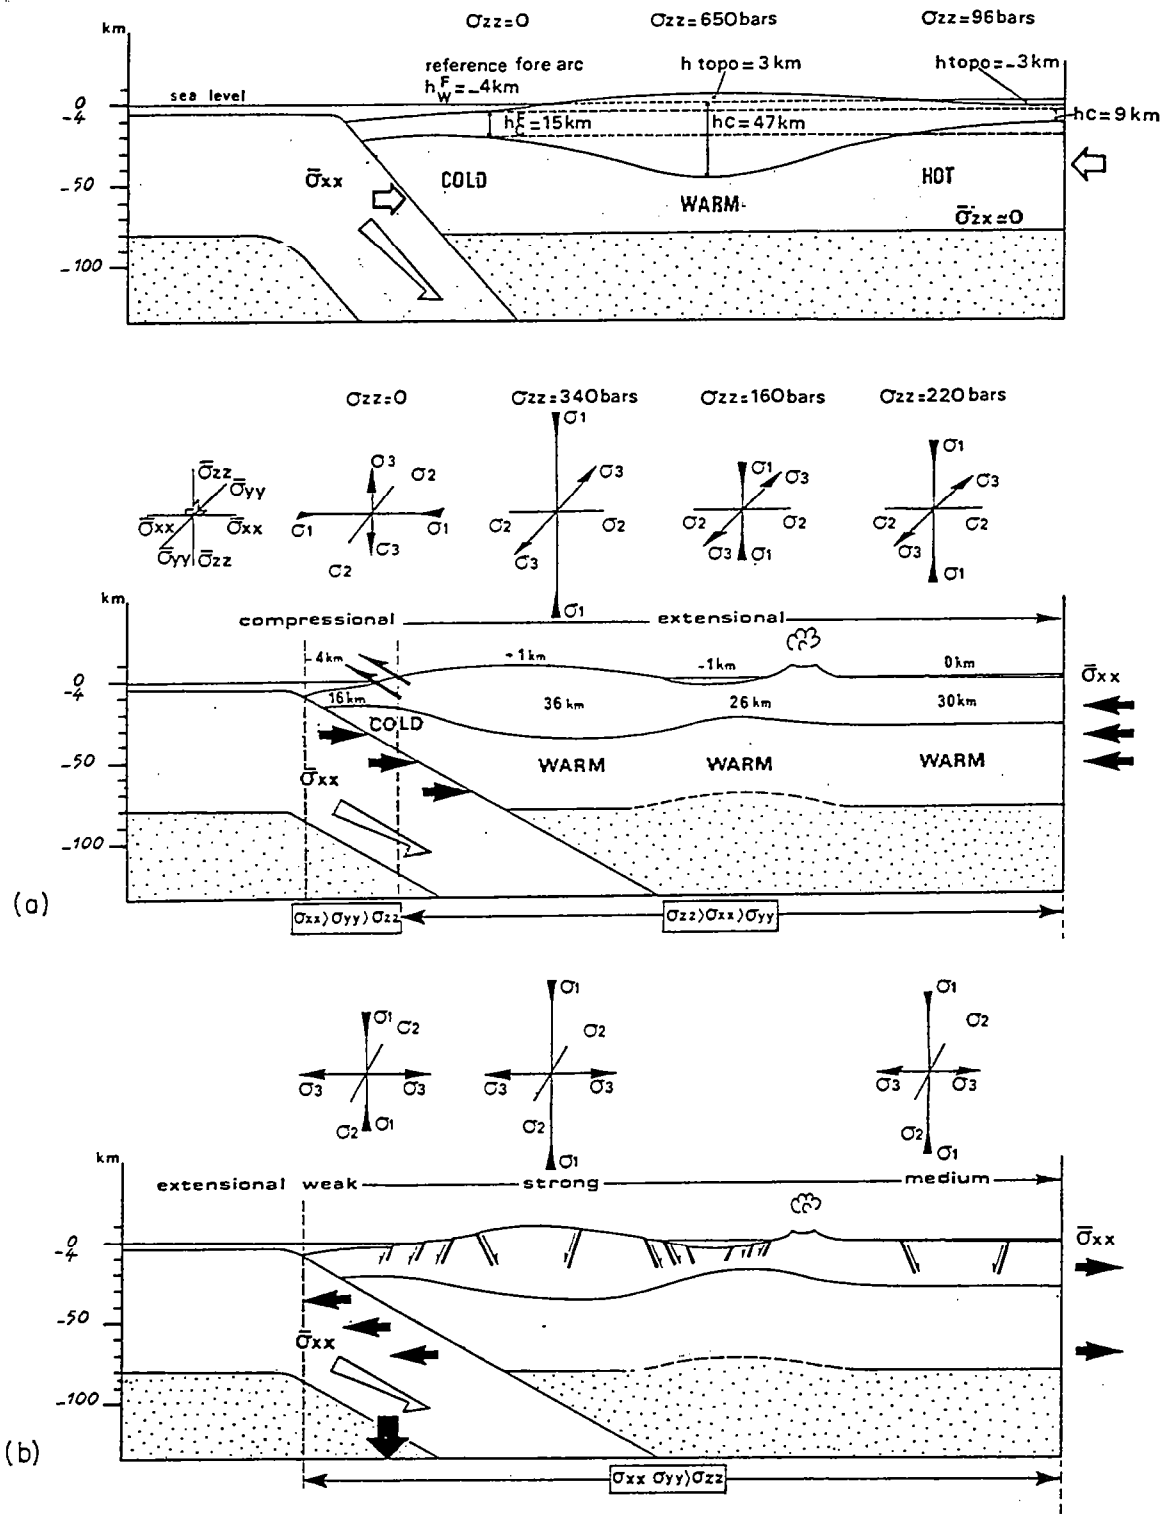 σzz=0 σzz=650bars σzz=96bars
km
reference fore arc h topo=3km htopo=-3km
h F W =-4km
sea level
0
-4
h F C =15km hC=47km hC=9km
σ̄xx COLD HOT
-50
WARM
σ̄zx≃0
-100
σzz=0 σzz=340bars σzz=160bars σzz=220bars
σ1 σ1
σ3 σ2 σ3 σ1 σ3 σ3
σ̄zz
σ̄yy
σ̄xx σ̄xx σ1 σ1 σ2 σ2 σ2 σ2 σ2 σ2
σ̄yy σ̄zz σ3 σ3 σ3 σ1 σ3
σ2 σ1 σ1
km
compressional extensional
-4km +1km -1km 0km
0
-4
σ̄xx
16km 36km 26km 30km
COLD
-50
σ̄xx WARM WARM WARM
-100
(a)
σxx>σyy>σzz σzz>σxx>σyy
σ1 σ1
σ1 σ2 σ2 σ2
σ3 σ3 σ3 σ3 σ3 σ3
σ2 σ1 σ2 σ2
σ1 σ1
km
extensional weak strong medium
0
-4
σ̄xx
-50
σ̄xx
-100
(b)
σxx σyy>σzz